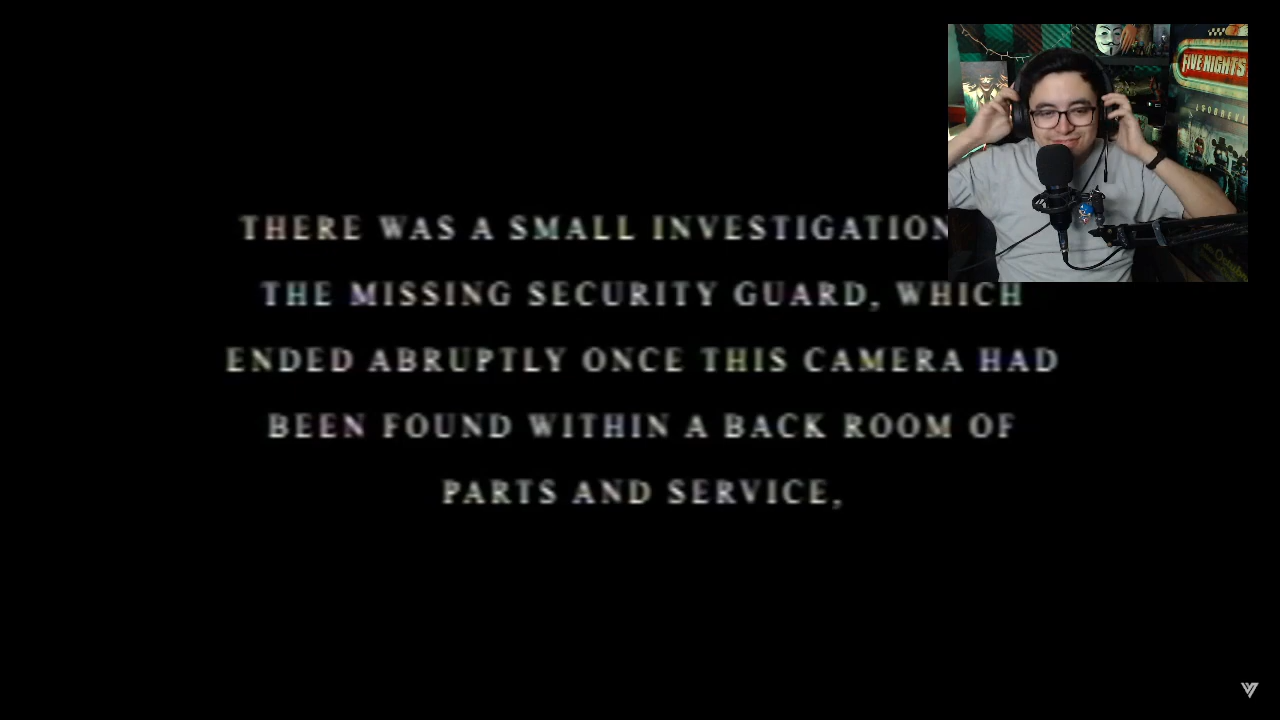 THERE WAS A SMALL INVESTIGATION
THE MISSING SECURITY GUARD, WHICH
ENDED ABRUPTLY ONCE THIS CAMERA HAD
BEEN FOUND WITHIN A BACK ROOM OF
PARTS AND SERVICE,
FIVE NIGHTS